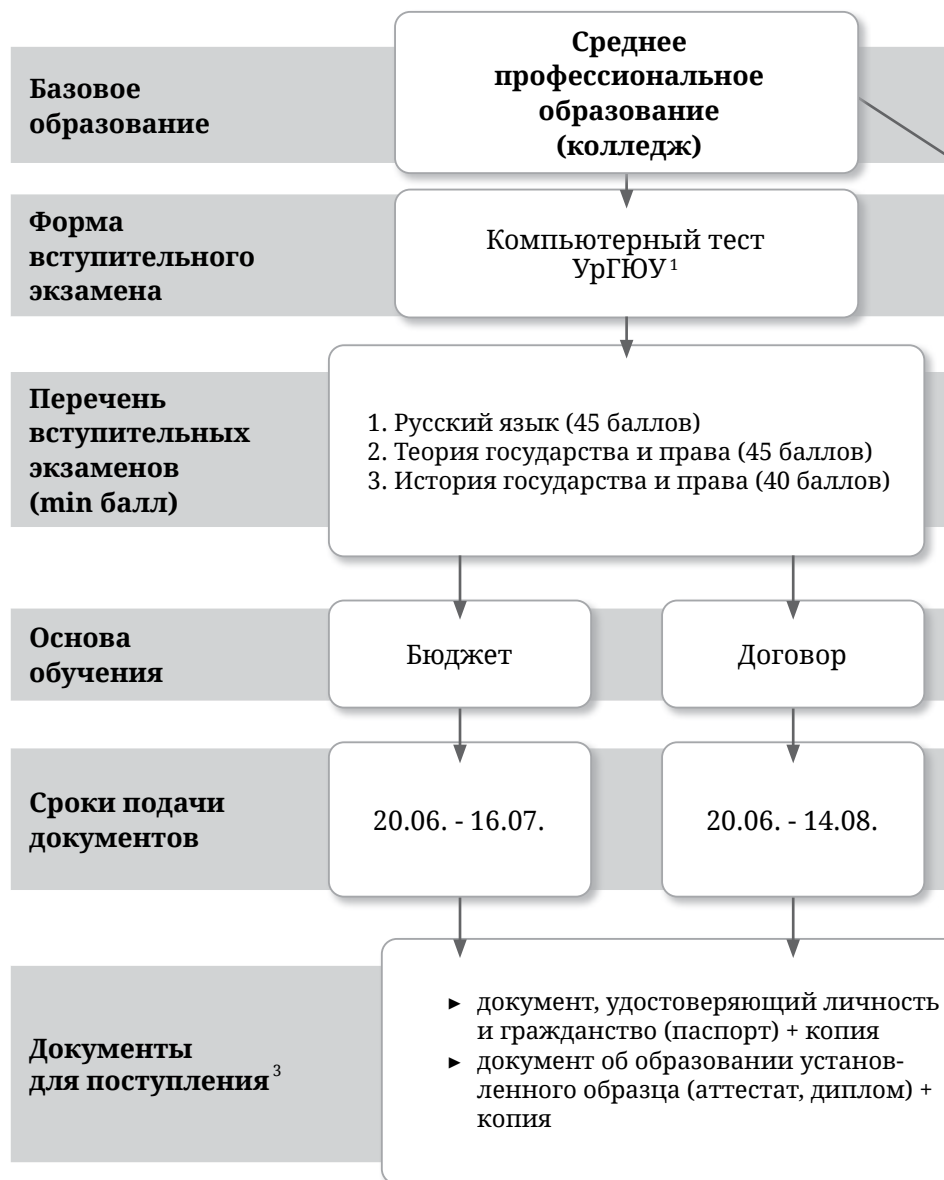 Базовое
образование
Среднее
профессиональное
образование
(колледж)
Форма
вступительного
экзамена
Компьютерный тест
УрГЮУ 1
Перечень
вступительных
экзаменов
(min балл)
1. Русский язык (45 баллов)
2. Теория государства и права (45 баллов)
3. История государства и права (40 баллов)
Основа
обучения
Бюджет
Договор
Сроки подачи
документов
20.06. - 16.07.
20.06. - 14.08.
Документы
для поступления 3
► документ, удостоверяющий личность
и гражданство (паспорт) + копия
► документ об образовании установ-
ленного образца (аттестат, диплом) +
копия